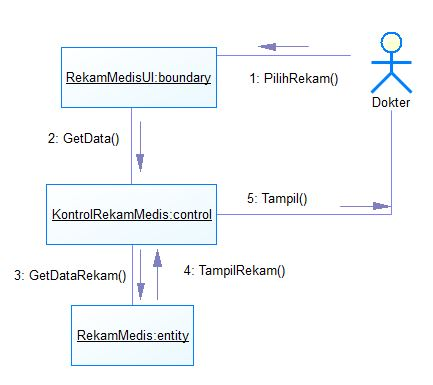 RekamMedisUI:boundary
1: PilihRekam()
Dokter
2: GetData()
KontrolRekamMedis:control
5: Tampil()
3: GetDataRekam()
4: TampilRekam()
RekamMedis:entity